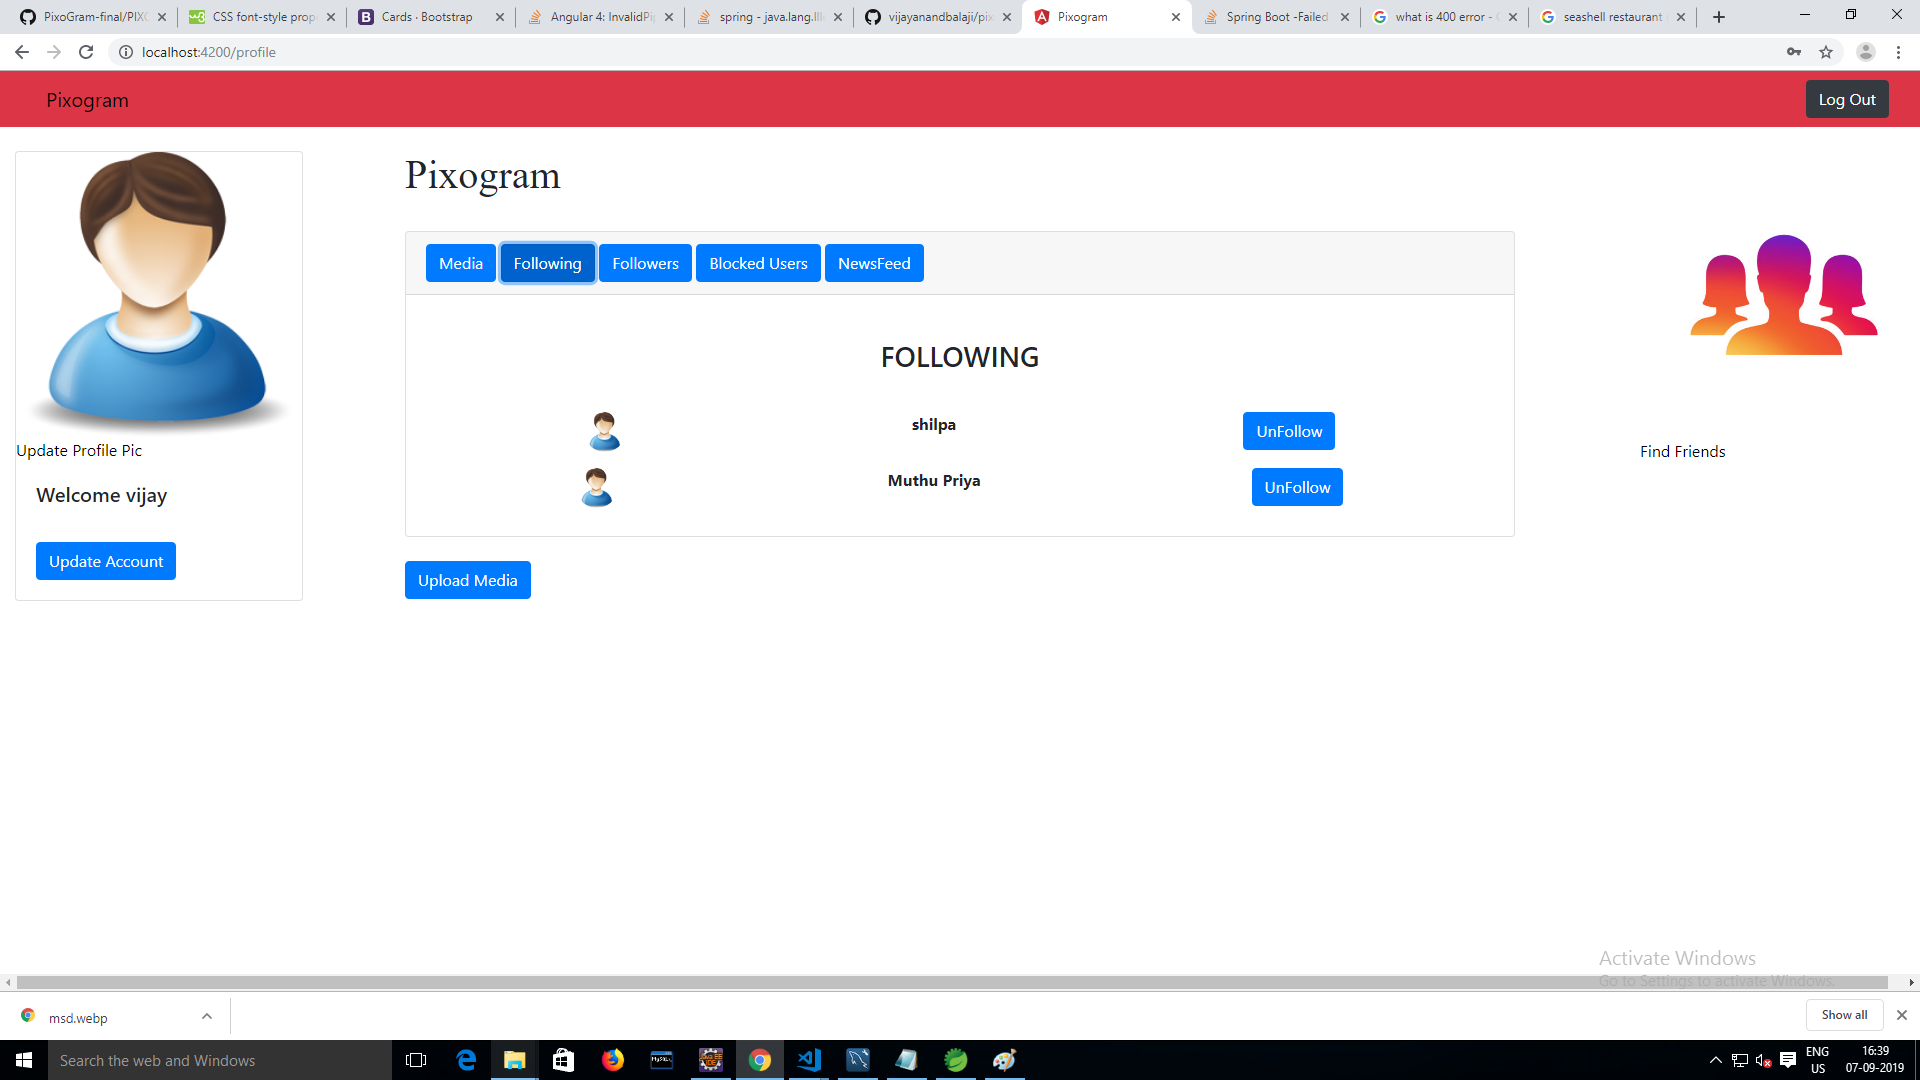 PixoGram-final/PIXO
CSS font-style prop
Cards · Bootstrap
Angular 4: InvalidPip
spring - java.lang.Ille
vijayanandbalaji/pix
Pixogram
Spring Boot -Failed
what is 400 error -
seashell restaurant
localhost:4200/profile
Pixogram
Log Out
Pixogram
Media Following Followers Blocked Users NewsFeed
FOLLOWING
shilpa UnFollow
Muthu Priya UnFollow
Update Profile Pic
Welcome vijay
Update Account
Upload Media
Find Friends
Activate Windows
Go to Settings to activate Windows.
msd.webp
Show all
Search the web and Windows
ENG
US
16:39
07-09-2019